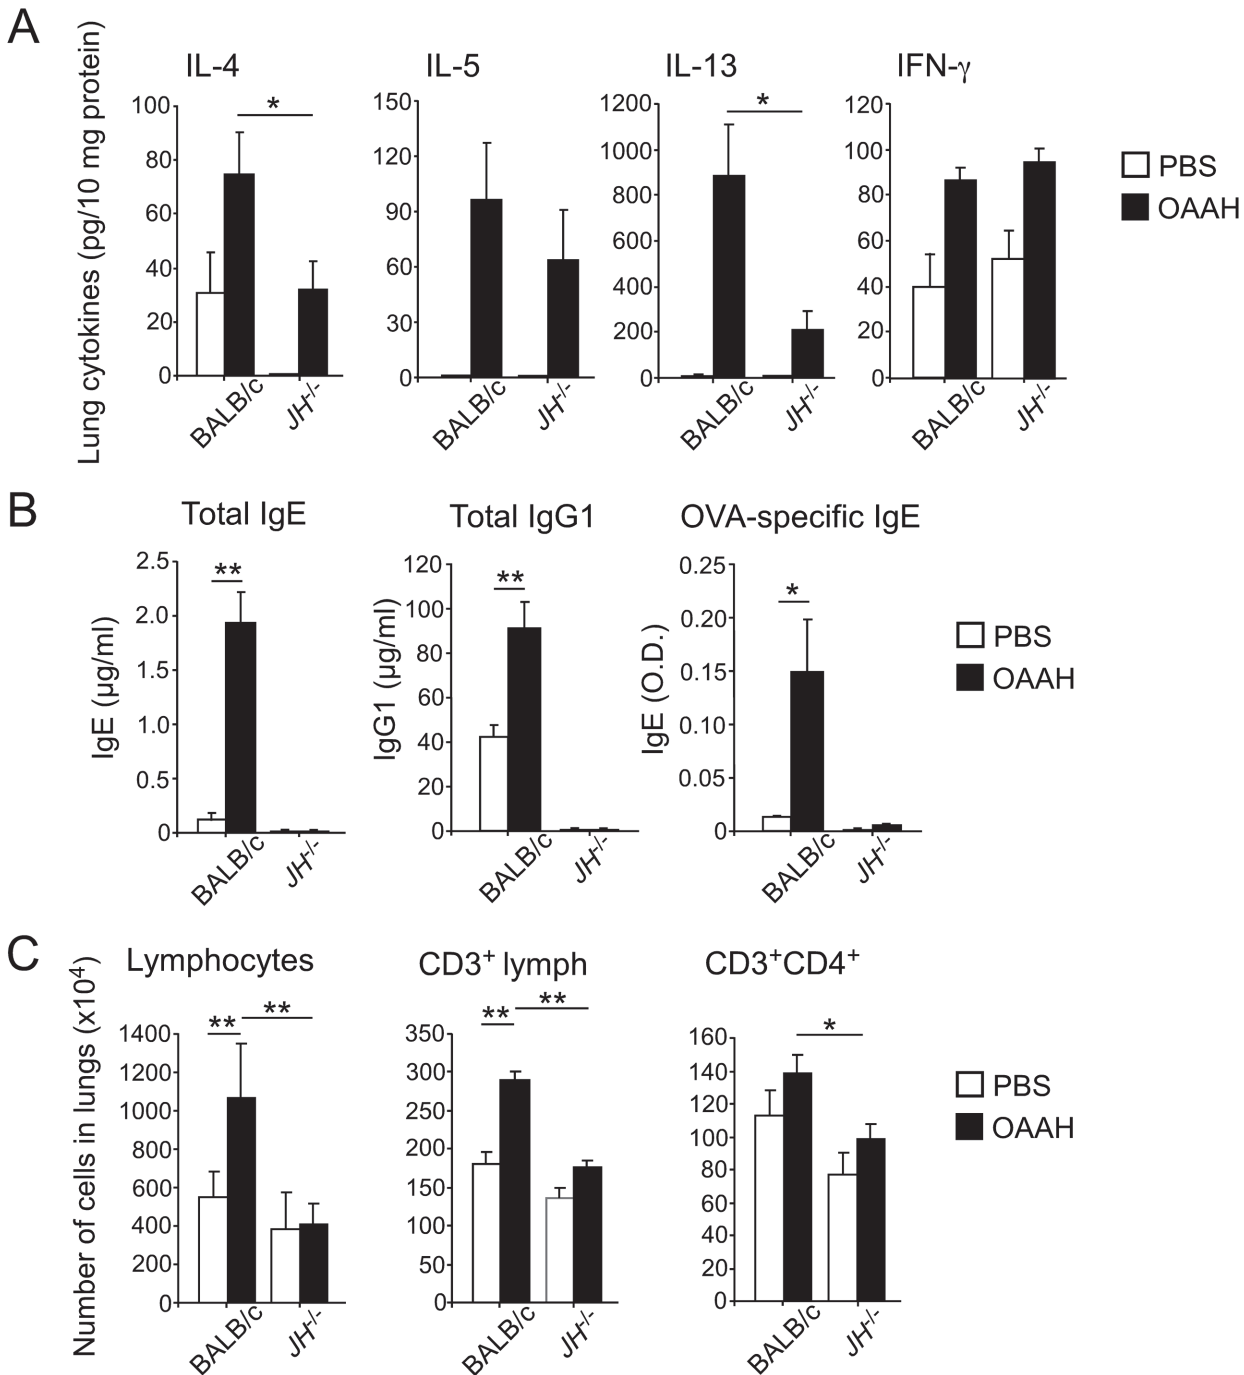 A
Lung cytokines (pg/10 mg protein)
IL-4
100
80
60
40
20
0
*
BALB/c
JH-/-
IL-5
150
120
90
60
30
0
BALB/c
JH-/-
IL-13
1200
1000
800
600
400
200
0
*
BALB/c
JH-/-
IFN-γ
120
100
80
60
40
20
0
BALB/c
JH-/-
PBS
OAAH
B
Total IgE
IgE (μg/ml)
2.5
2.0
1.5
1.0
0.5
0
**
BALB/c
JH-/-
Total IgG1
IgG1 (μg/ml)
120
100
80
60
40
20
0
**
BALB/c
JH-/-
OVA-specific IgE
IgE (O.D.)
0.25
0.20
0.15
0.10
0.05
0
*
BALB/c
JH-/-
PBS
OAAH
C
Number of cells in lungs (x10⁴)
Lymphocytes
1400
1200
1000
800
600
400
200
0
**
**
BALB/c
JH-/-
CD3⁺ lymph
350
300
250
200
150
100
50
0
**
**
BALB/c
JH-/-
CD3⁺CD4⁺
160
140
120
100
80
60
40
20
0
*
BALB/c
JH-/-
PBS
OAAH